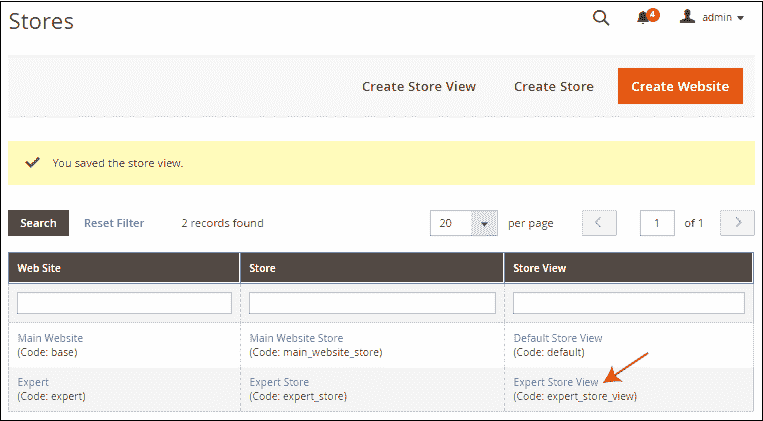 Stores
4
admin
Create Store View
Create Store
Create Website
You saved the store view.
Search
Reset Filter
2 records found
20
per page
1
of 1
Web Site
Store
Store View
Main Website
(Code: base)
Main Website Store
(Code: main_website_store)
Default Store View
(Code: default)
Expert
(Code: expert)
Expert Store
(Code: expert_store)
Expert Store View
(Code: expert_store_view)